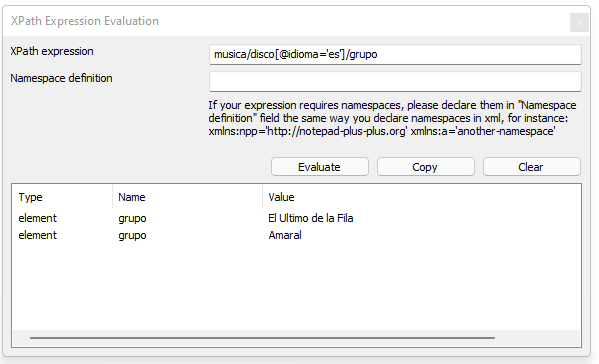 XPath Expression Evaluation
x
XPath expression
musica/disco[@idioma='es']/grupo
Namespace definition
If your expression requires namespaces, please declare them in "Namespace
definition" field the same way you declare namespaces in xml, for instance:
xmlns:npp='http://notepad-plus-plus.org' xmlns:a='another-namespace'
Evaluate Copy Clear
Type Name Value
element grupo El Ultimo de la Fila
element grupo Amaral